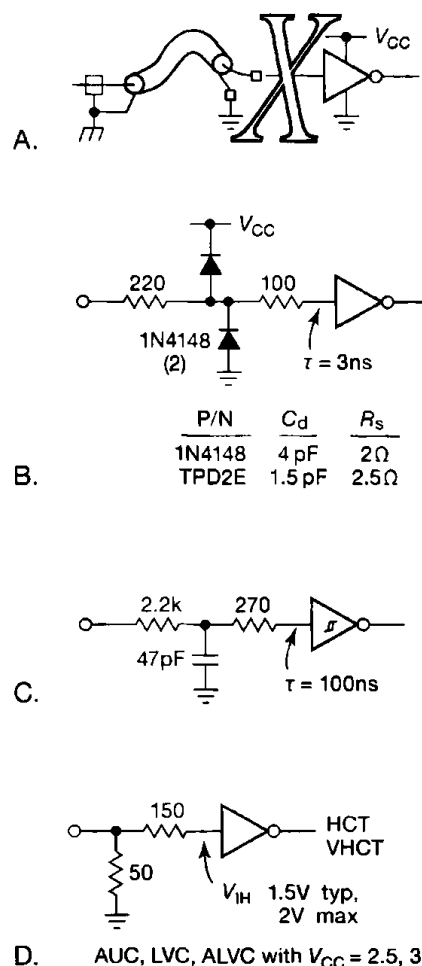 X
V_CC
A.
V_CC
220
100
1N4148
(2)
τ = 3ns
P/N C_d R_s
1N4148 4 pF 2Ω
TPD2E 1.5 pF 2.5Ω
B.
2.2k
270
47pF
τ = 100ns
C.
150
50
HCT
VHCT
V_IH 1.5V typ,
2V max
D. AUC, LVC, ALVC with V_CC = 2.5, 3